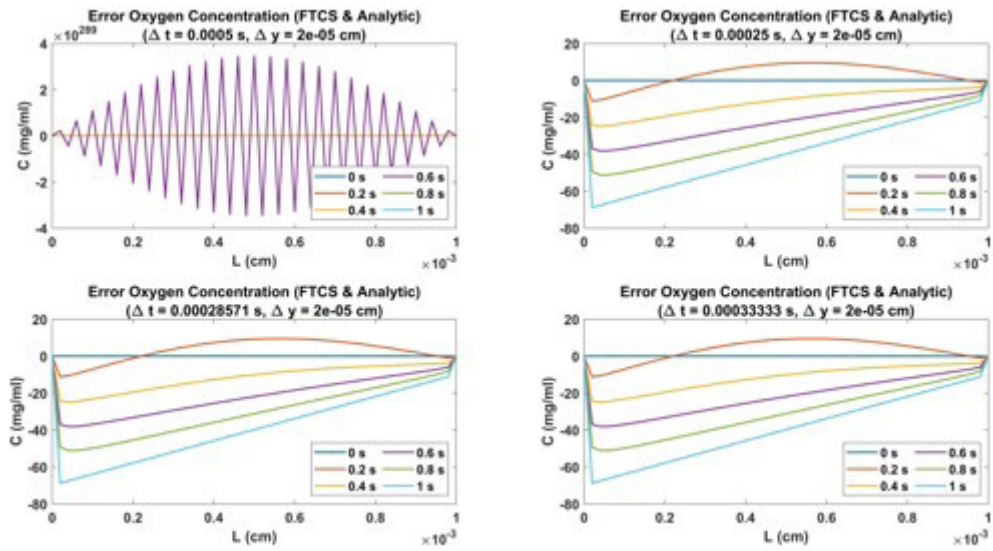 Error Oxygen Concentration (FTCS & Analytic)
(Δ t = 0.0005 s, Δ y = 2e-05 cm)
×10^289
4
2
0
-2
-4
C (mg/ml)
0 0.2 0.4 0.6 0.8 1
L (cm)
×10^-3
0 s 0.6 s
0.2 s 0.8 s
0.4 s 1 s
Error Oxygen Concentration (FTCS & Analytic)
(Δ t = 0.00025 s, Δ y = 2e-05 cm)
20
0
-20
-40
-60
-80
C (mg/ml)
0 0.2 0.4 0.6 0.8 1
L (cm)
×10^-3
0 s 0.6 s
0.2 s 0.8 s
0.4 s 1 s
Error Oxygen Concentration (FTCS & Analytic)
(Δ t = 0.00028571 s, Δ y = 2e-05 cm)
20
0
-20
-40
-60
-80
C (mg/ml)
0 0.2 0.4 0.6 0.8 1
L (cm)
×10^-3
0 s 0.6 s
0.2 s 0.8 s
0.4 s 1 s
Error Oxygen Concentration (FTCS & Analytic)
(Δ t = 0.00033333 s, Δ y = 2e-05 cm)
20
0
-20
-40
-60
-80
C (mg/ml)
0 0.2 0.4 0.6 0.8 1
L (cm)
×10^-3
0 s 0.6 s
0.2 s 0.8 s
0.4 s 1 s